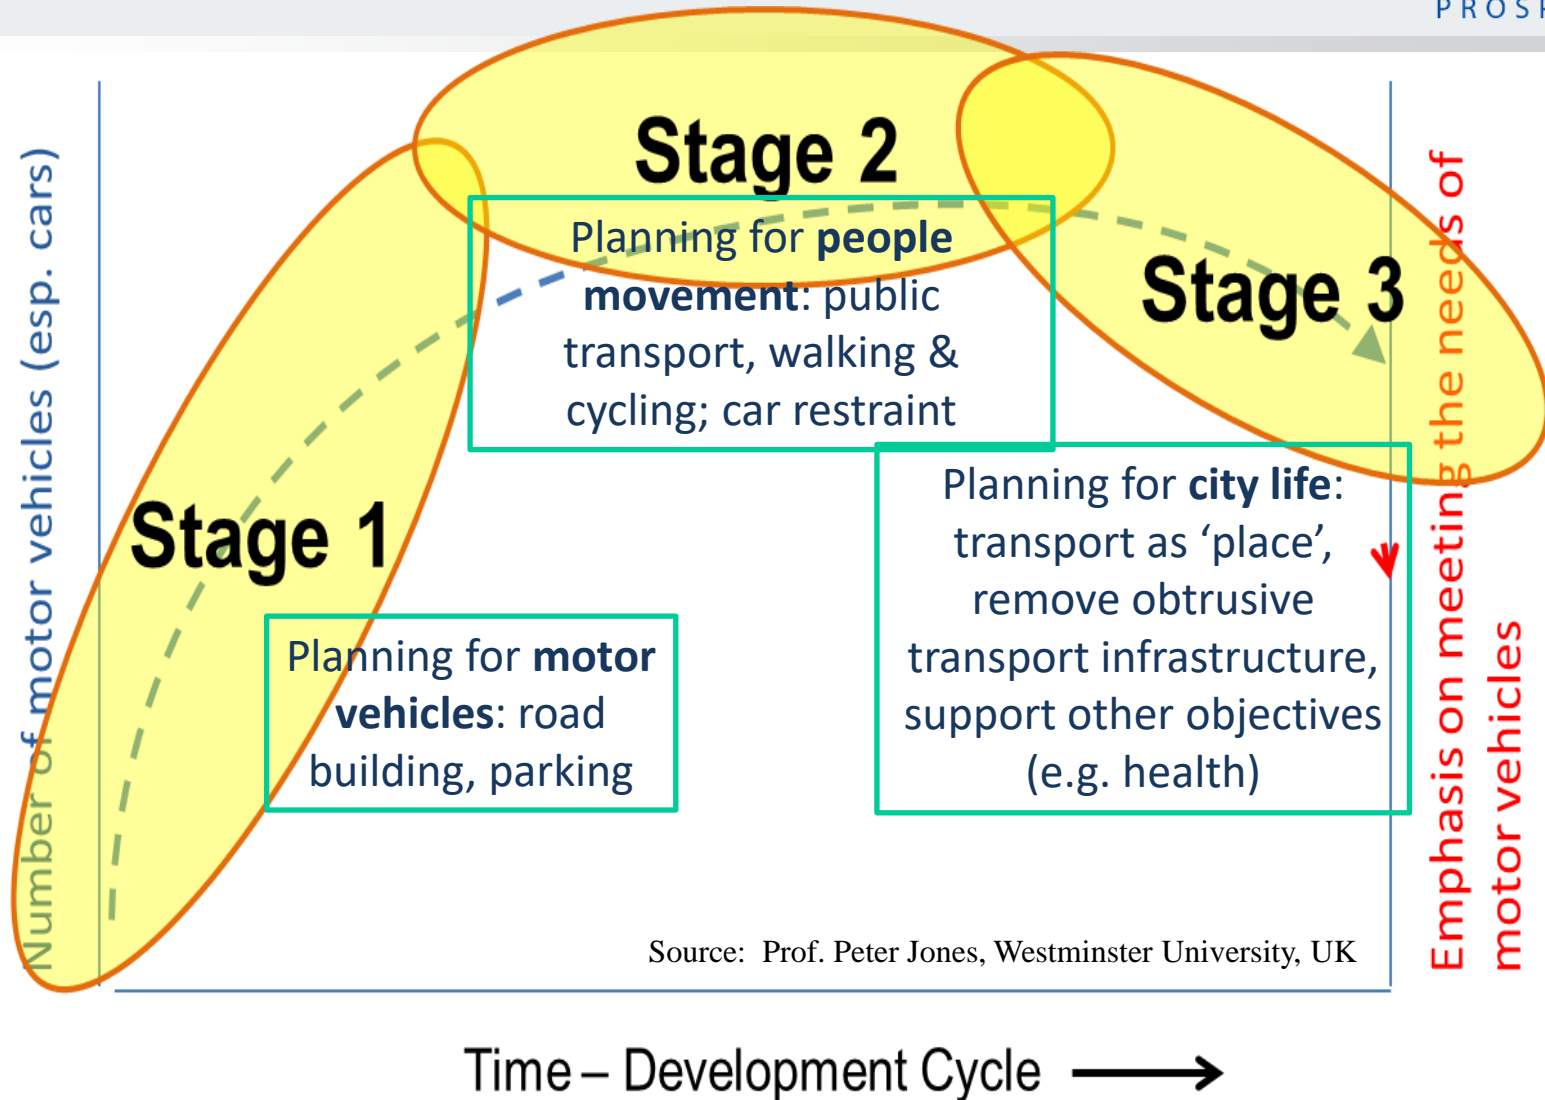 PROSP
Number of motor vehicles (esp. cars)
Stage 1
Planning for motor
vehicles: road
building, parking
Stage 2
Planning for people
movement: public
transport, walking &
cycling; car restraint
Stage 3
Planning for city life:
transport as ‘place’,
remove obtrusive
transport infrastructure,
support other objectives
(e.g. health)
Emphasis on meeting the needs of
motor vehicles
Source: Prof. Peter Jones, Westminster University, UK
Time – Development Cycle